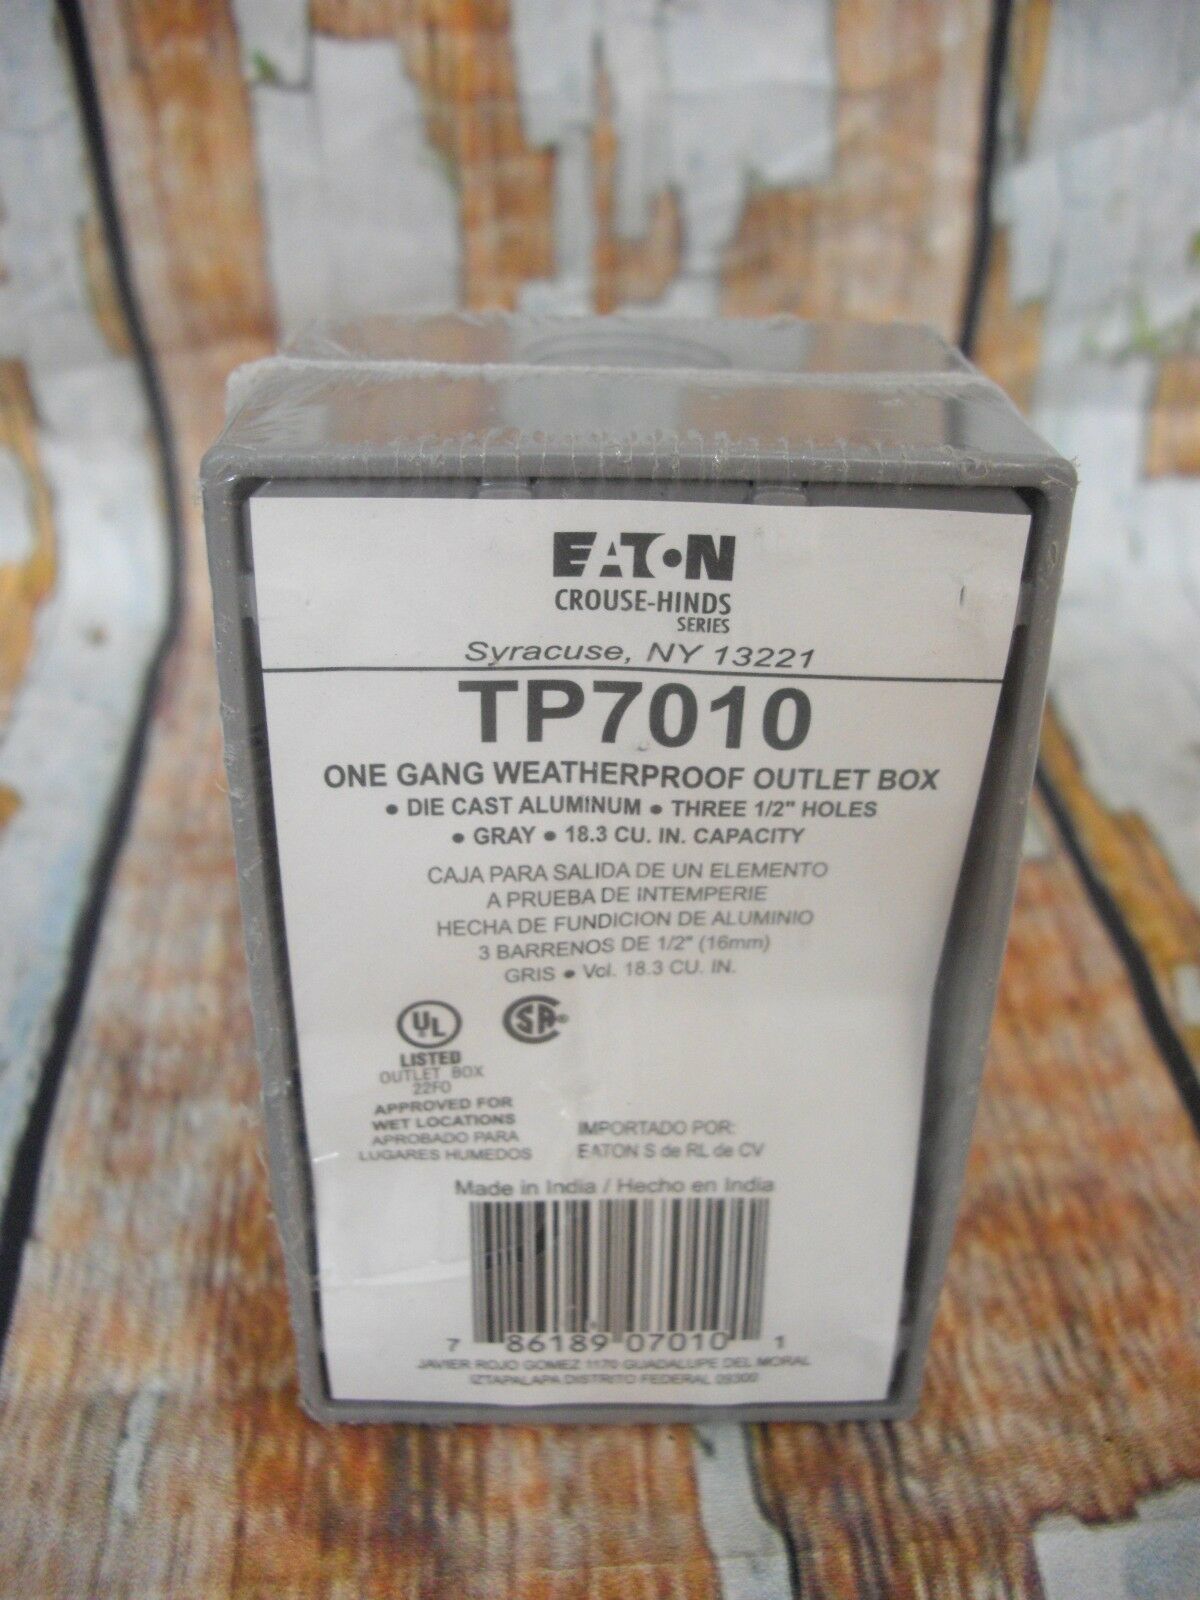 EATON
CROUSE-HINDS
SERIES
Syracuse, NY 13221
TP7010
ONE GANG WEATHERPROOF OUTLET BOX
• DIE CAST ALUMINUM • THREE 1/2" HOLES
• GRAY • 18.3 CU. IN. CAPACITY
CAJA PARA SALIDA DE UN ELEMENTO
A PRUEBA DE INTEMPERIE
HECHA DE FUNDICION DE ALUMINIO
3 BARRENOS DE 1/2" (16mm)
GRIS • Vol. 18.3 CU. IN.
UL
LISTED
OUTLET BOX
22F0
APPROVED FOR
WET LOCATIONS
APROBADO PARA
LUGARES HUMEDOS
SA®
IMPORTADO POR:
EATON S de RL de CV
Made in India / Hecho en India
7 86189 07010 1
JAVIER ROJO GOMEZ 1170 GUADALUPE DEL MORAL
IZTAPALAPA DISTRITO FEDERAL 09300